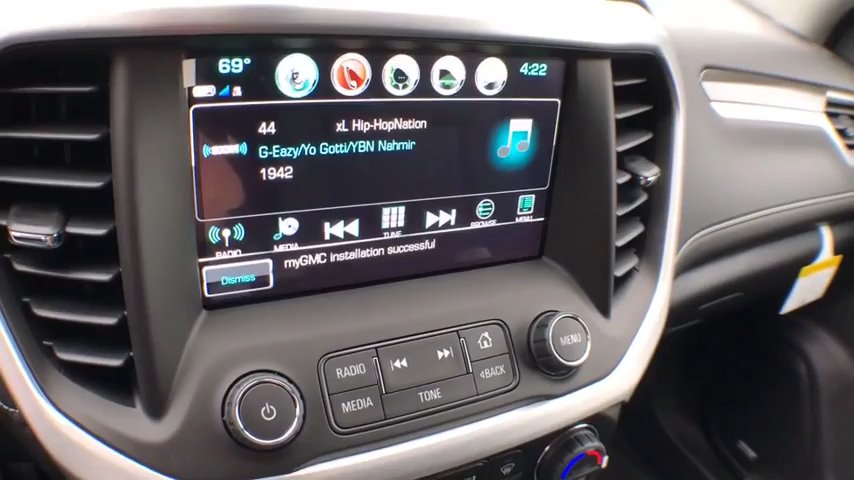 69°
4:22
44 xL Hip-HopNation
G-Eazy/Yo Gotti/YBN Nahmir
1942
RADIO
MEDIA
TUNE
BROWSE
MENU
myGMC installation successful
Dismiss
RADIO
MEDIA
TONE
<BACK
MENU